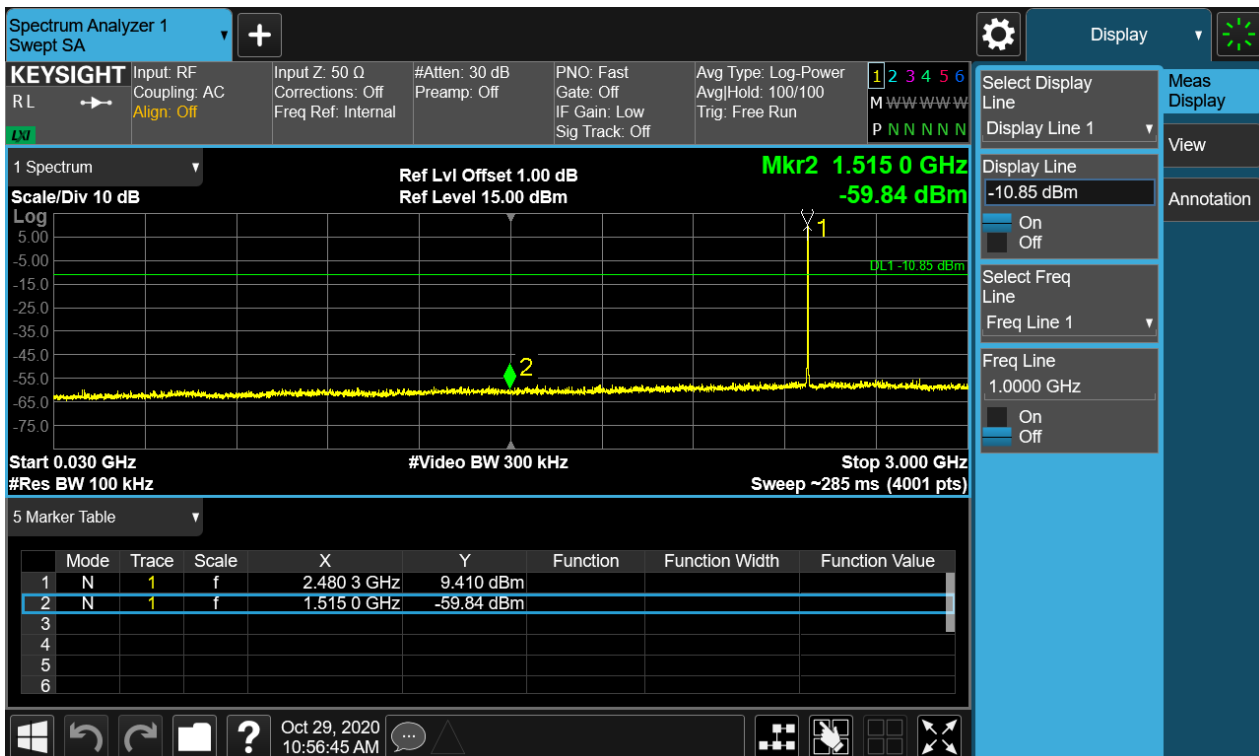 Spectrum Analyzer 1
Swept SA
+
Display
KEYSIGHT
R L
LXI
Input: RF
Coupling: AC
Align: Off
Input Z: 50 Ω
Corrections: Off
Freq Ref: Internal
#Atten: 30 dB
Preamp: Off
PNO: Fast
Gate: Off
IF Gain: Low
Sig Track: Off
Avg Type: Log-Power
Avg|Hold: 100/100
Trig: Free Run
1 2 3 4 5 6
M W W W W W
P N N N N N
1 Spectrum
Scale/Div 10 dB
Ref Lvl Offset 1.00 dB
Ref Level 15.00 dBm
Mkr2 1.515 0 GHz
-59.84 dBm
Log
5.00
-5.00
-15.0
-25.0
-35.0
-45.0
-55.0
-65.0
-75.0
1
DL1 -10.85 dBm
2
Start 0.030 GHz
#Video BW 300 kHz
Stop 3.000 GHz
#Res BW 100 kHz
Sweep ~285 ms (4001 pts)
5 Marker Table
Mode Trace Scale X Y Function Function Width Function Value
1 N 1 f 2.480 3 GHz 9.410 dBm
2 N 1 f 1.515 0 GHz -59.84 dBm
3
4
5
6
?
Oct 29, 2020
10:56:45 AM
Select Display
Line
Display Line 1
Display Line
-10.85 dBm
On
Off
Select Freq
Line
Freq Line 1
Freq Line
1.0000 GHz
On
Off
Meas
Display
View
Annotation